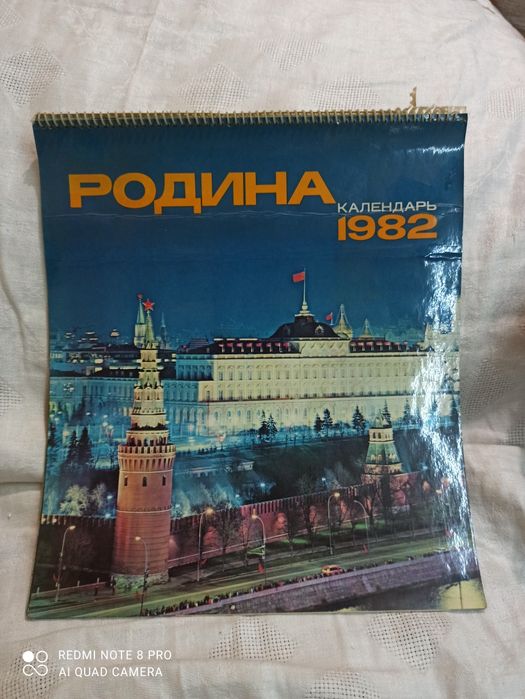 РОДИНА
КАЛЕНДАРЬ
1982
REDMI NOTE 8 PRO
AI QUAD CAMERA